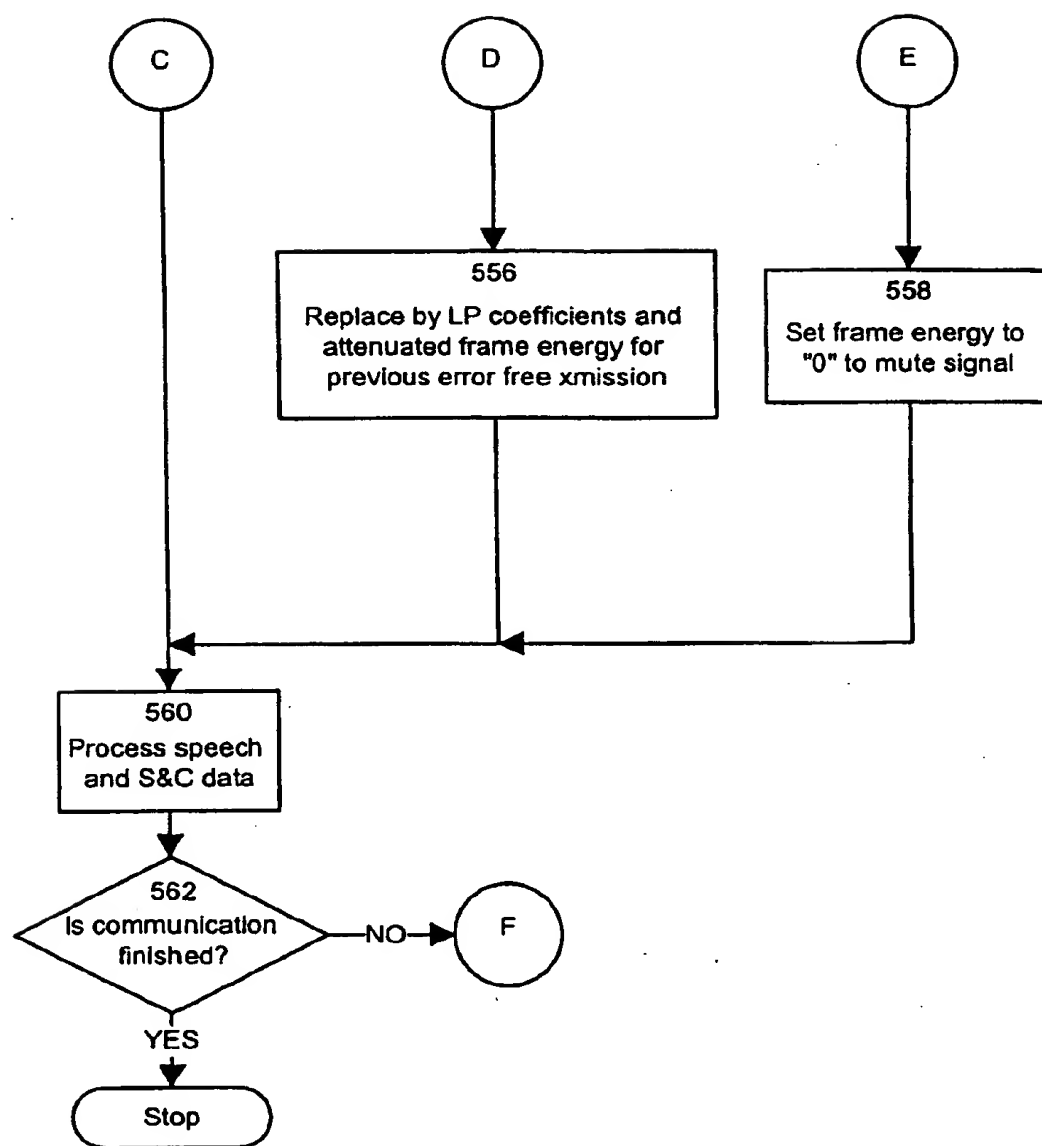 C
D
E
556
Replace by LP coefficients and
attenuated frame energy for
previous error free xmission
558
Set frame energy to
"0" to mute signal
560
Process speech
and S&C data
562
Is communication
finished?
NO
F
YES
Stop